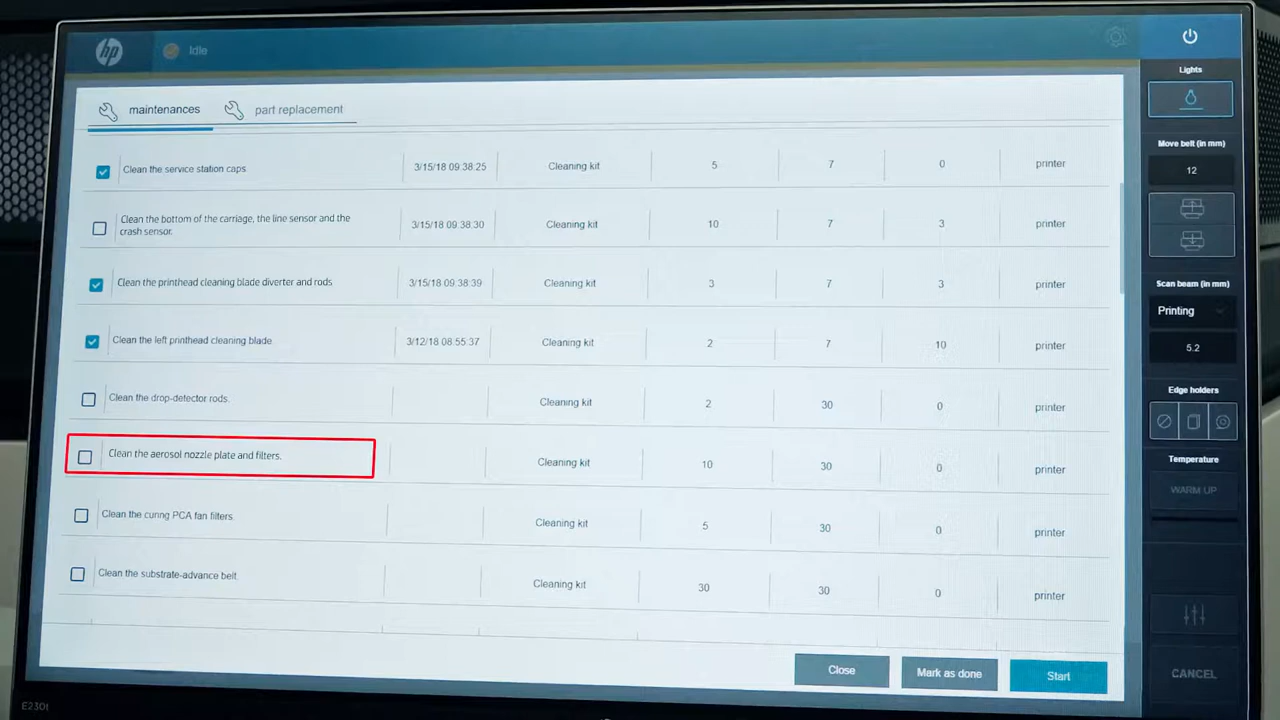 hp
Idle
maintenances part replacement
Clean the service station caps 3/15/18 09:38:25 Cleaning kit 5 7 0 printer
Clean the bottom of the carriage, the line sensor and the
crash sensor. 3/15/18 09:38:30 Cleaning kit 10 7 3 printer
Clean the printhead cleaning blade diverter and rods 3/15/18 09:38:39 Cleaning kit 3 7 3 printer
Clean the left printhead cleaning blade 3/12/18 08:55:37 Cleaning kit 2 7 10 printer
Clean the drop-detector rods. Cleaning kit 2 30 0 printer
Clean the aerosol nozzle plate and filters. Cleaning kit 10 30 0 printer
Clean the curing PCA fan filters Cleaning kit 5 30 0 printer
Clean the substrate-advance belt Cleaning kit 30 30 0 printer
Close Mark as done Start
Lights
Move belt (in mm)
12
Scan beam (in mm)
Printing
5.2
Edge holders
Temperature
WARM UP
CANCEL
E230t